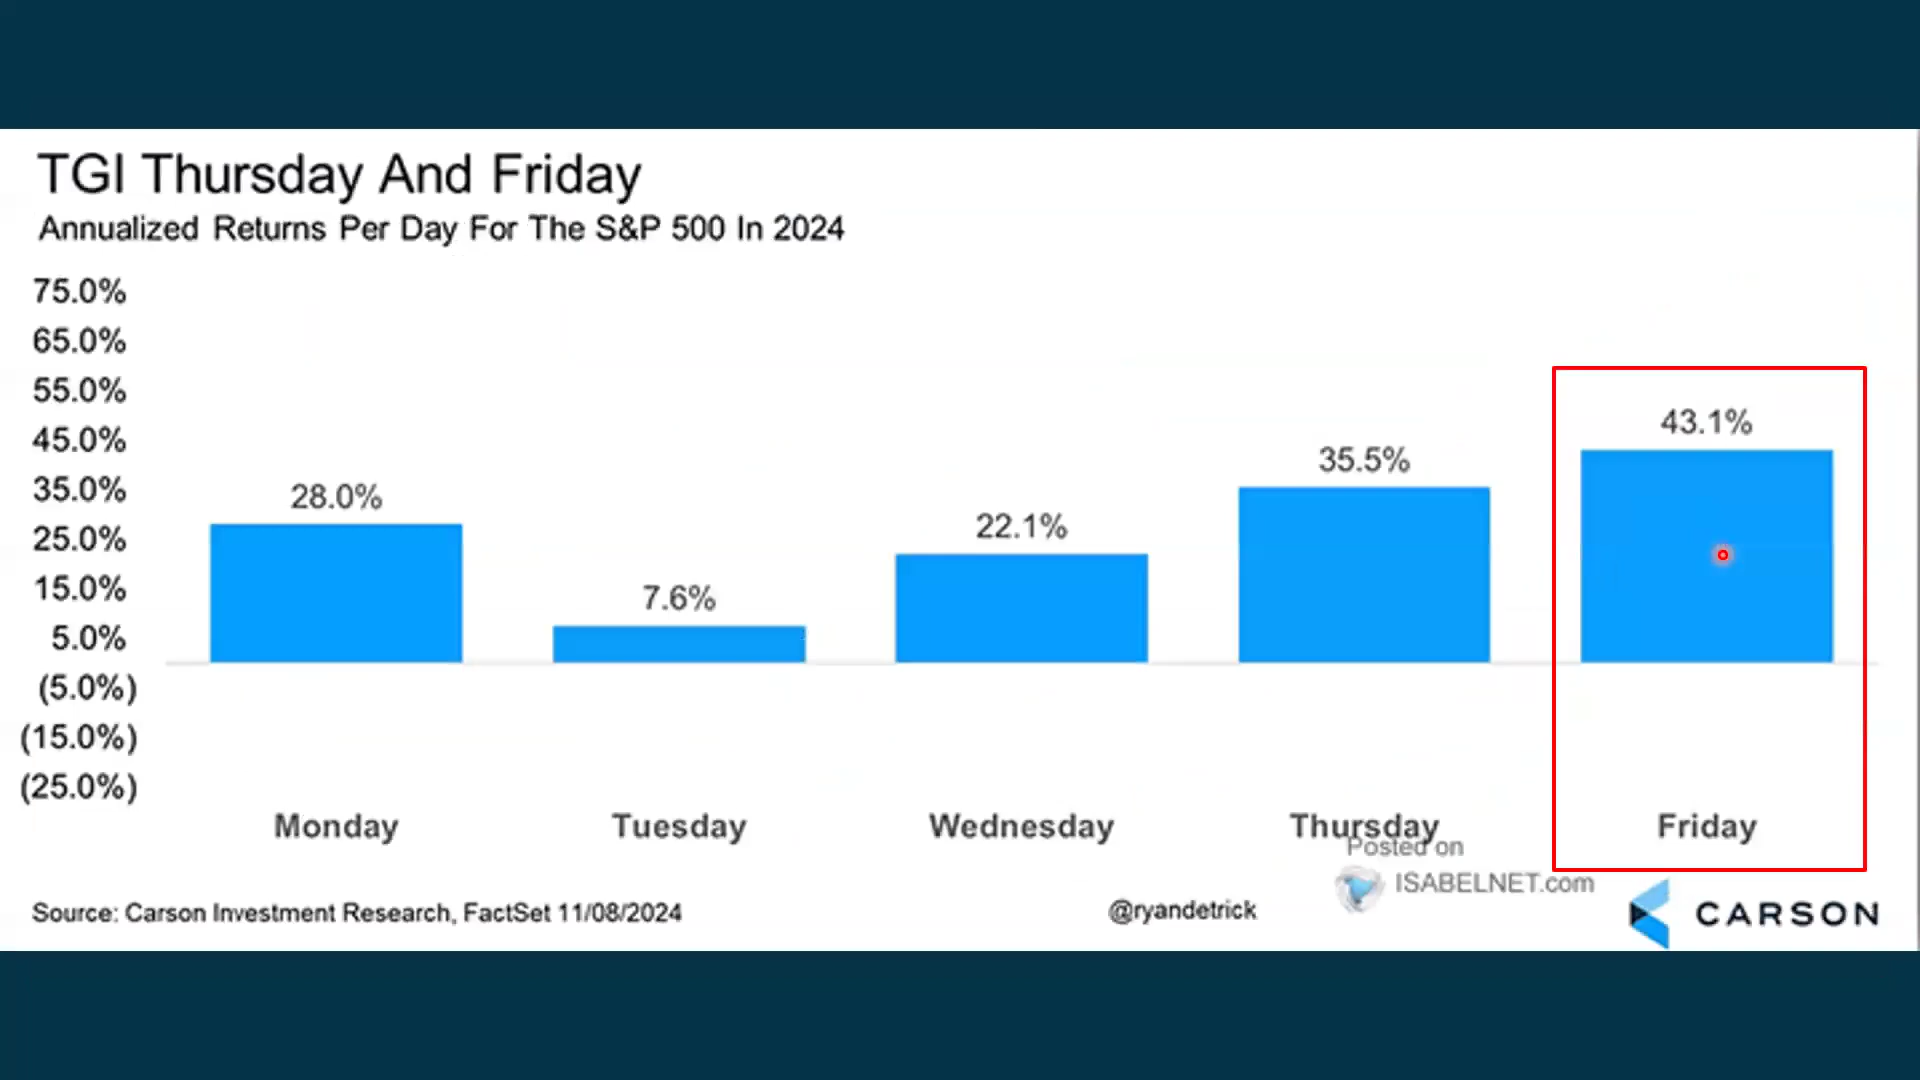 TGI Thursday And Friday
Annualized Returns Per Day For The S&P 500 In 2024
75.0%
65.0%
55.0%
45.0%
35.0%
25.0%
15.0%
5.0%
(5.0%)
(15.0%)
(25.0%)
28.0%
7.6%
22.1%
35.5%
43.1%
Monday Tuesday Wednesday Thursday Friday
Posted on
ISABELNET.com
Source: Carson Investment Research, FactSet 11/08/2024
@ryandetrick
CARSON